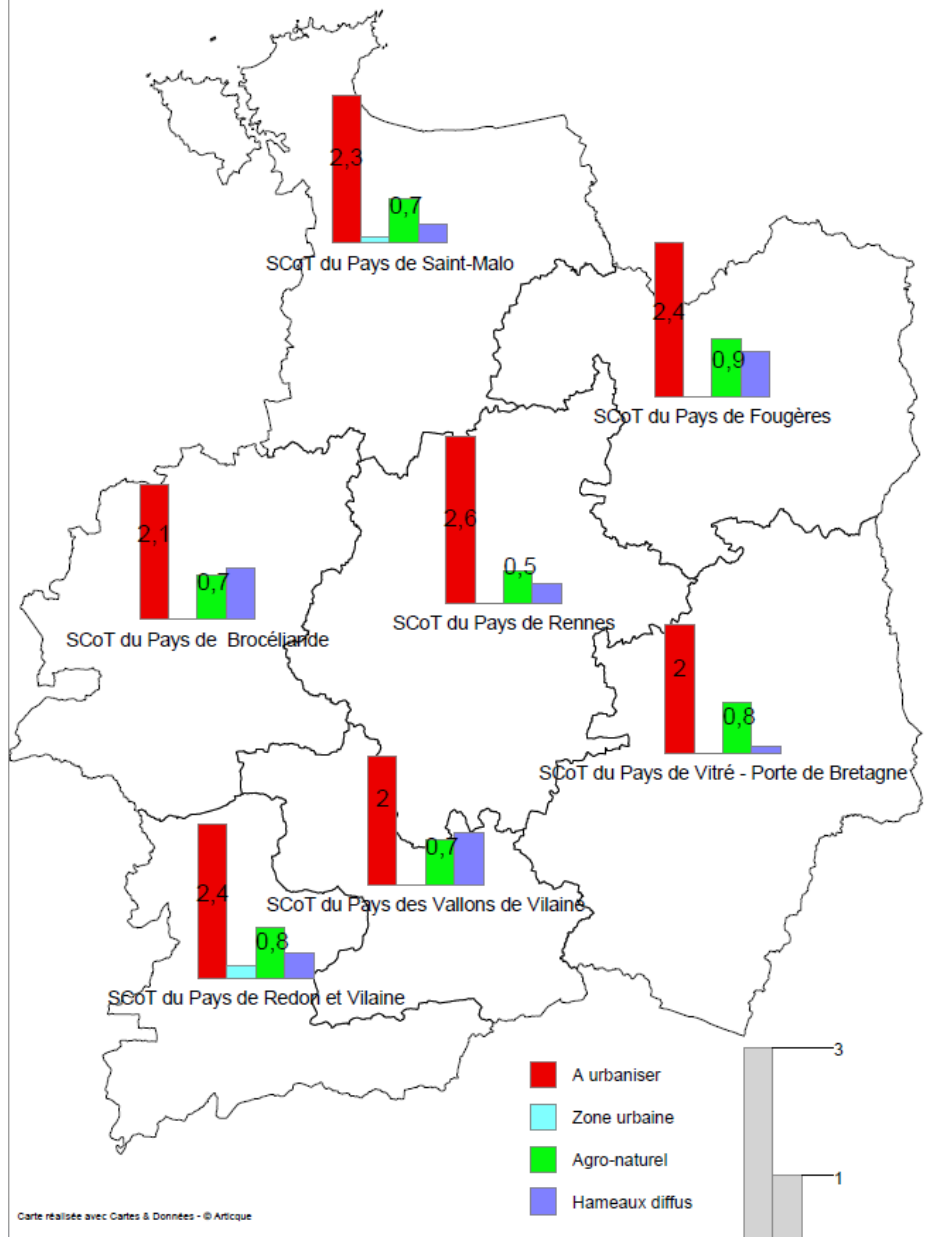 2,3
0,7
SCoT du Pays de Saint-Malo
2,4
0,9
SCoT du Pays de Fougères
2,6
0,5
SCoT du Pays de Rennes
2,1
0,7
SCoT du Pays de  Brocéliande
2
0,8
SCoT du Pays de Vitré - Porte de Bretagne
2
0,7
SCoT du Pays des Vallons de Vilaine
2,4
0,8
SCoT du Pays de Redon et Vilaine
A urbaniser
Zone urbaine
Agro-naturel
Hameaux diffus
3
1
Carte réalisée avec Cartes & Données - © Articque